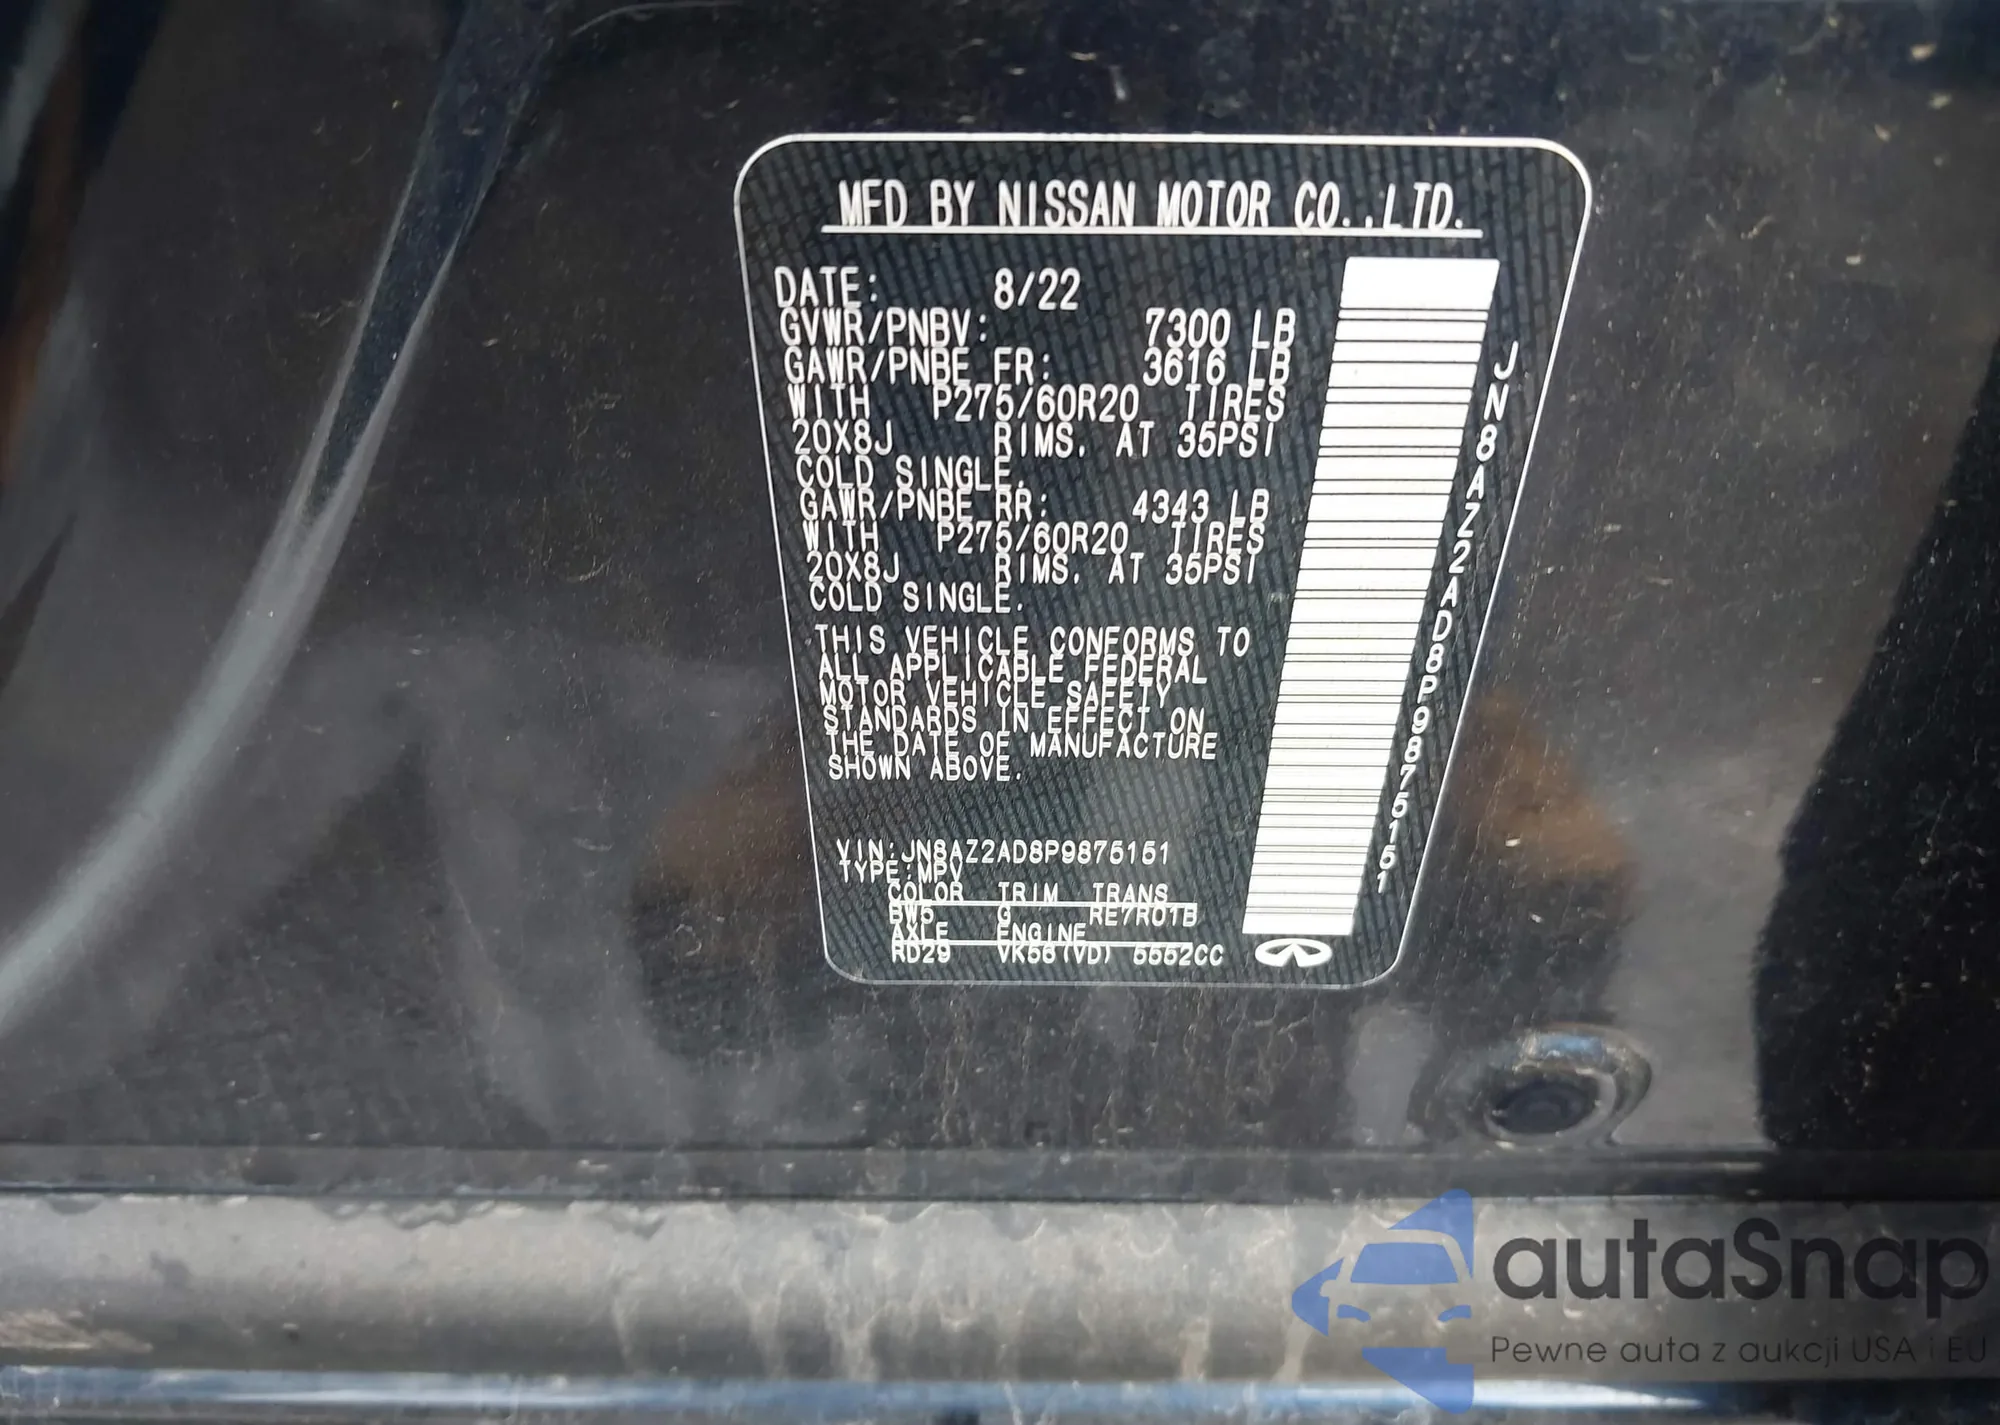 MFD BY NISSAN MOTOR CO.,LTD.
DATE: 8/22
GVWR/PNBV: 7300 LB
GAWR/PNBE FR: 3616 LB
WITH P275/60R20 TIRES
20X8J RIMS. AT 35PSI
COLD SINGLE.
GAWR/PNBE RR: 4343 LB
WITH P275/60R20 TIRES
20X8J RIMS. AT 35PSI
COLD SINGLE.
THIS VEHICLE CONFORMS TO
ALL APPLICABLE FEDERAL
MOTOR VEHICLE SAFETY
STANDARDS IN EFFECT ON
THE DATE OF MANUFACTURE
SHOWN ABOVE.
VIN:JN8AZ2AD8P9875151
TYPE:MPV
COLOR TRIM TRANS
BW5 G RE7R01B
AXLE ENGINE
RD29 VK56(VD) 5552CC
JN8AZ2AD8P9875151
autaSnap
Pewne auta z aukcji USA i EU